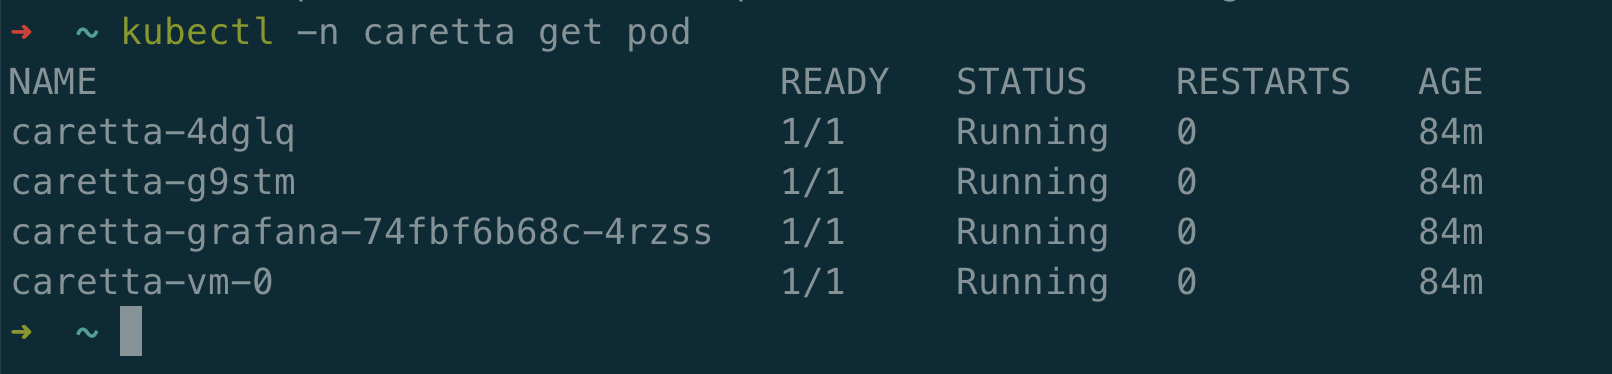 ➜ ~ kubectl -n caretta get pod
NAME READY STATUS RESTARTS AGE
caretta-4dglq 1/1 Running 0 84m
caretta-g9stm 1/1 Running 0 84m
caretta-grafana-74fbf6b68c-4rzss 1/1 Running 0 84m
caretta-vm-0 1/1 Running 0 84m
➜ ~